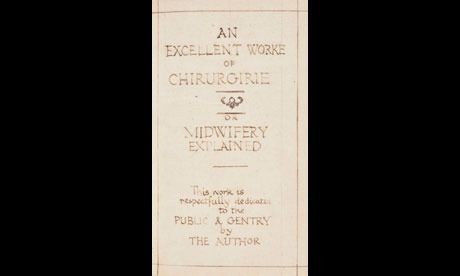 AN
EXCELLENT WORKE
OF
CHIRURGIRIE
OR
MIDWIFERY
EXPLAINED
This work is
respectfully dedicated
to the
PUBLIC & GENTRY
by
THE AUTHOR